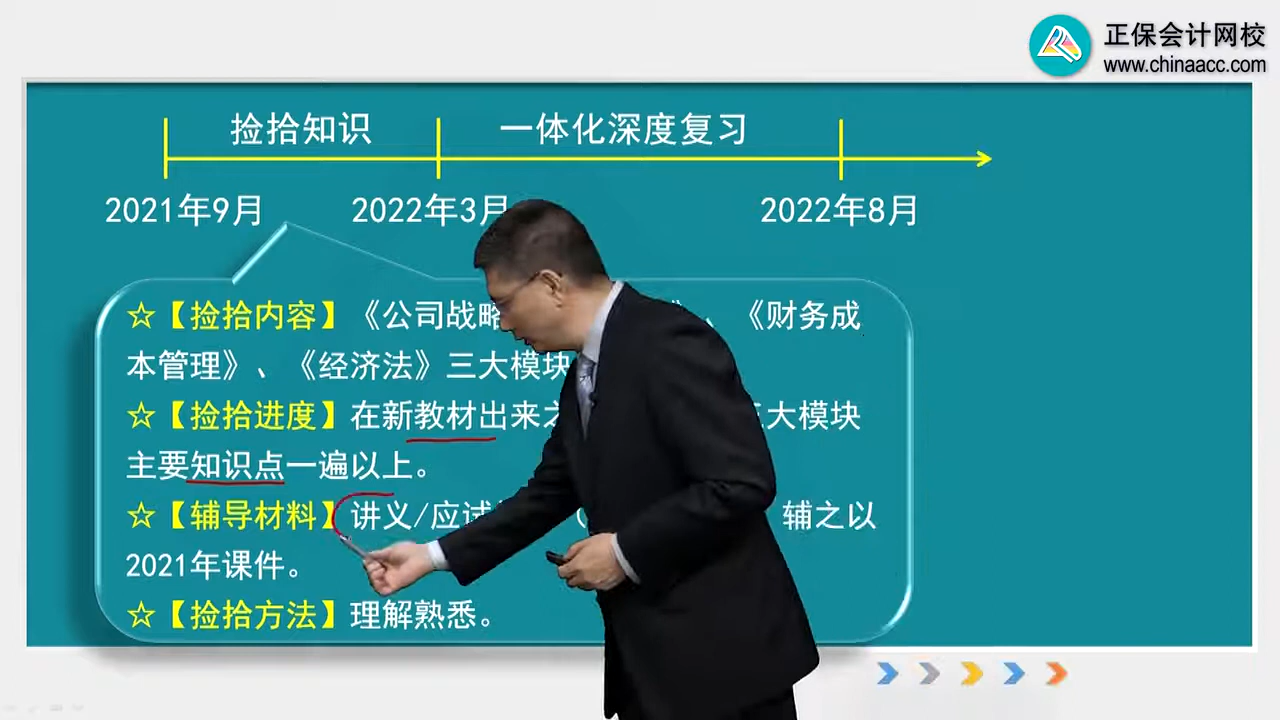 正保会计网校
www.chinaacc.com
捡拾知识 一体化深度复习
2021年9月 2022年3月 2022年8月
☆【捡拾内容】《公司战略 》、《财务成
本管理》、《经济法》三大模块
☆【捡拾进度】在新教材出来之 三大模块
主要知识点一遍以上。
☆【辅导材料】讲义/应试 （ 辅之以
2021年课件。
☆【捡拾方法】理解熟悉。